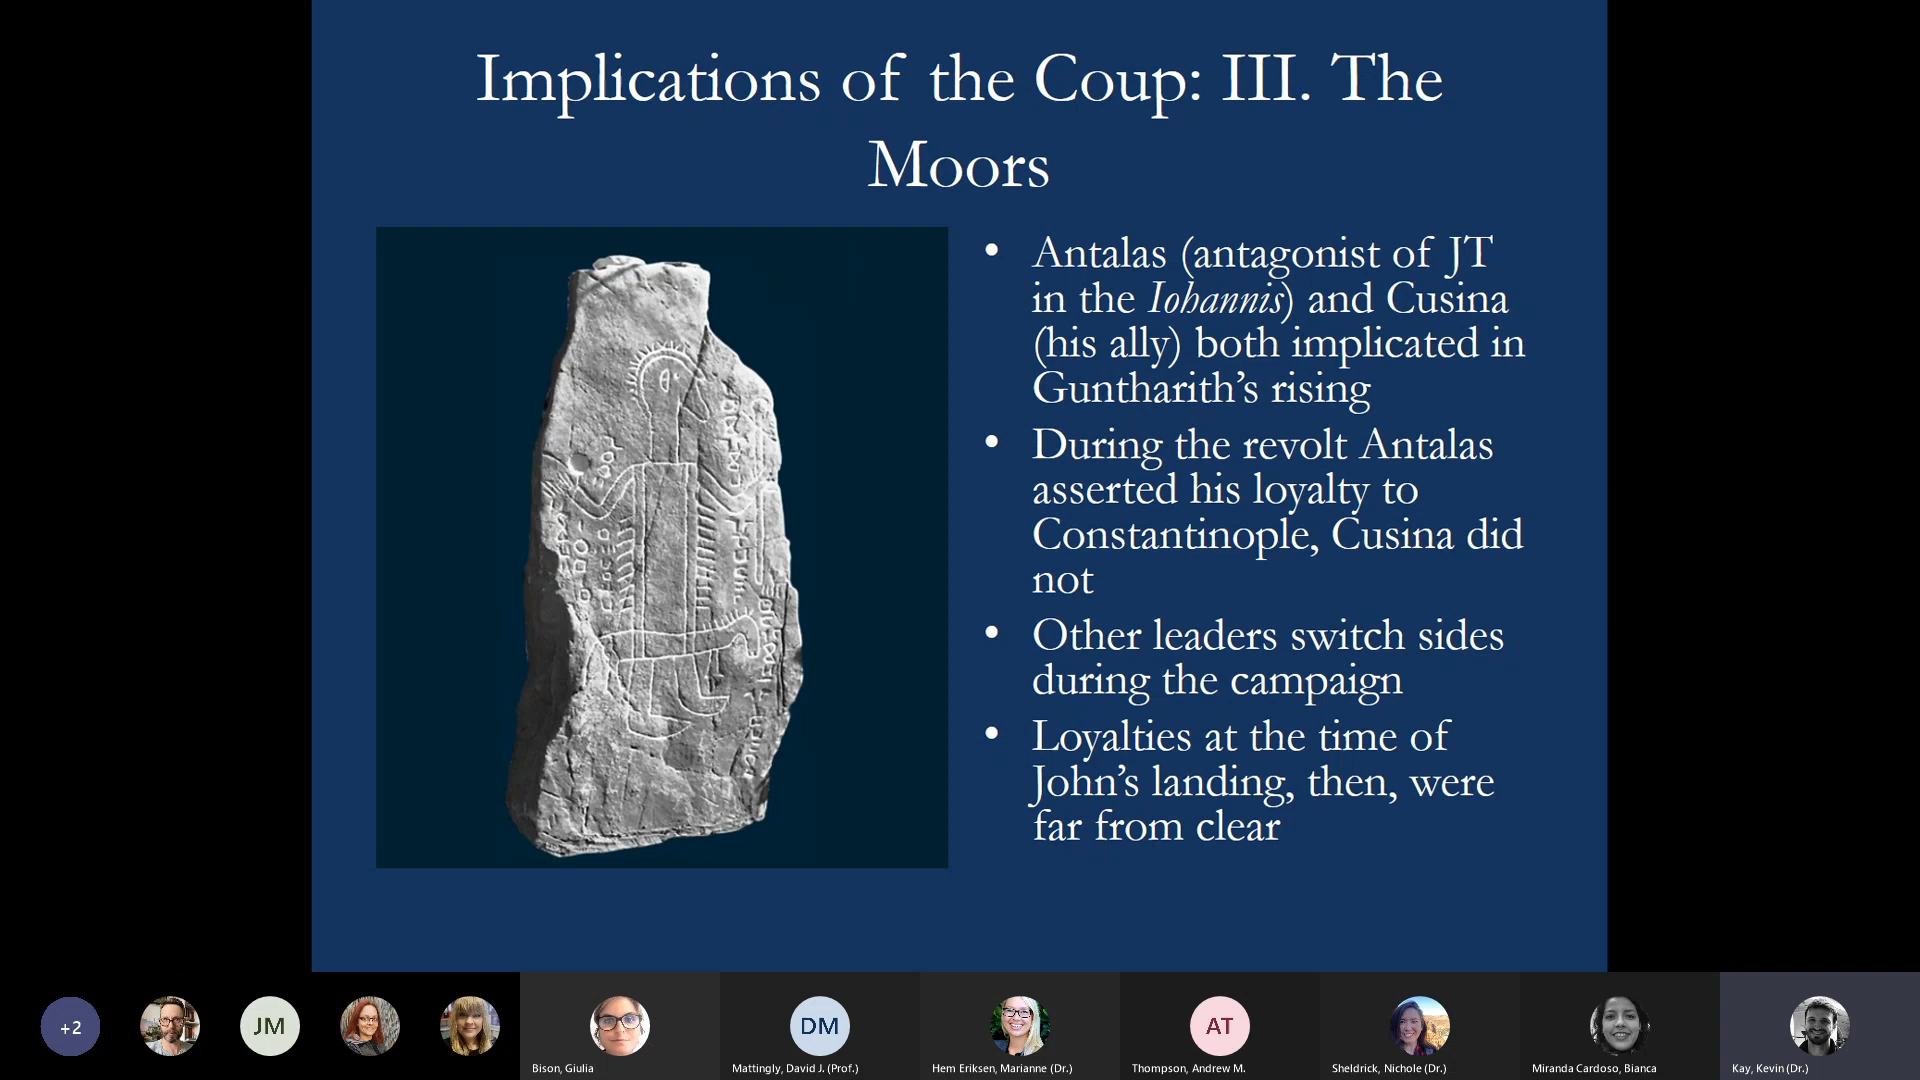 Implications of the Coup: III. The
Moors
• Antalas (antagonist of JT
in the Iohannis) and Cusina
(his ally) both implicated in
Guntharith’s rising
• During the revolt Antalas
asserted his loyalty to
Constantinople, Cusina did
not
• Other leaders switch sides
during the campaign
• Loyalties at the time of
John’s landing, then, were
far from clear
+2
JM
DM
AT
Bison, Giulia
Mattingly, David J. (Prof.)
Hem Eriksen, Marianne (Dr.)
Thompson, Andrew M.
Sheldrick, Nichole (Dr.)
Miranda Cardoso, Bianca
Kay, Kevin (Dr.)